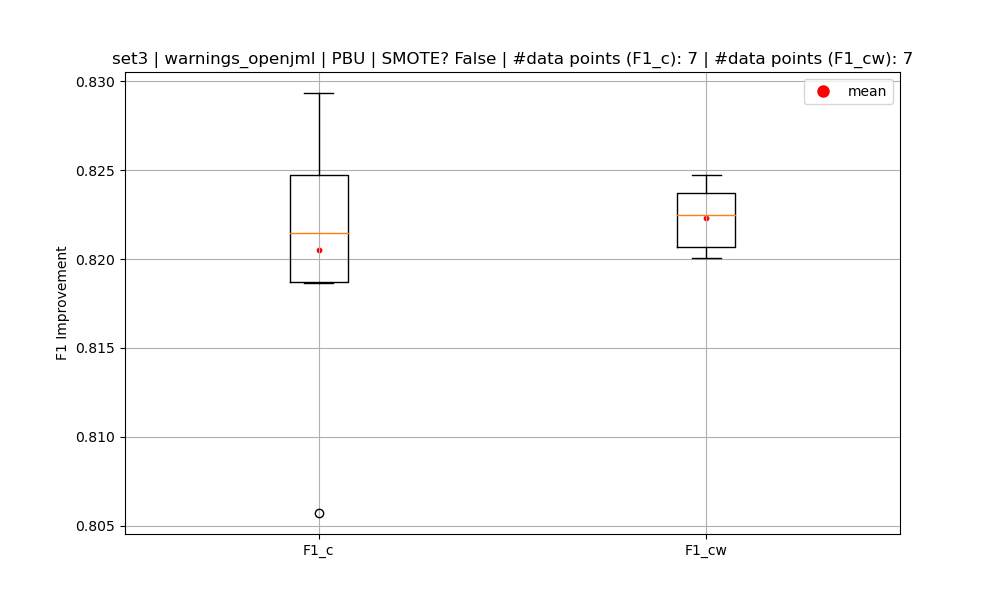 set3 | warnings_openjml | PBU | SMOTE? False | #data points (F1_c): 7 | #data points (F1_cw): 7
mean
F1 Improvement
0.830
0.825
0.820
0.815
0.810
0.805
F1_c
F1_cw